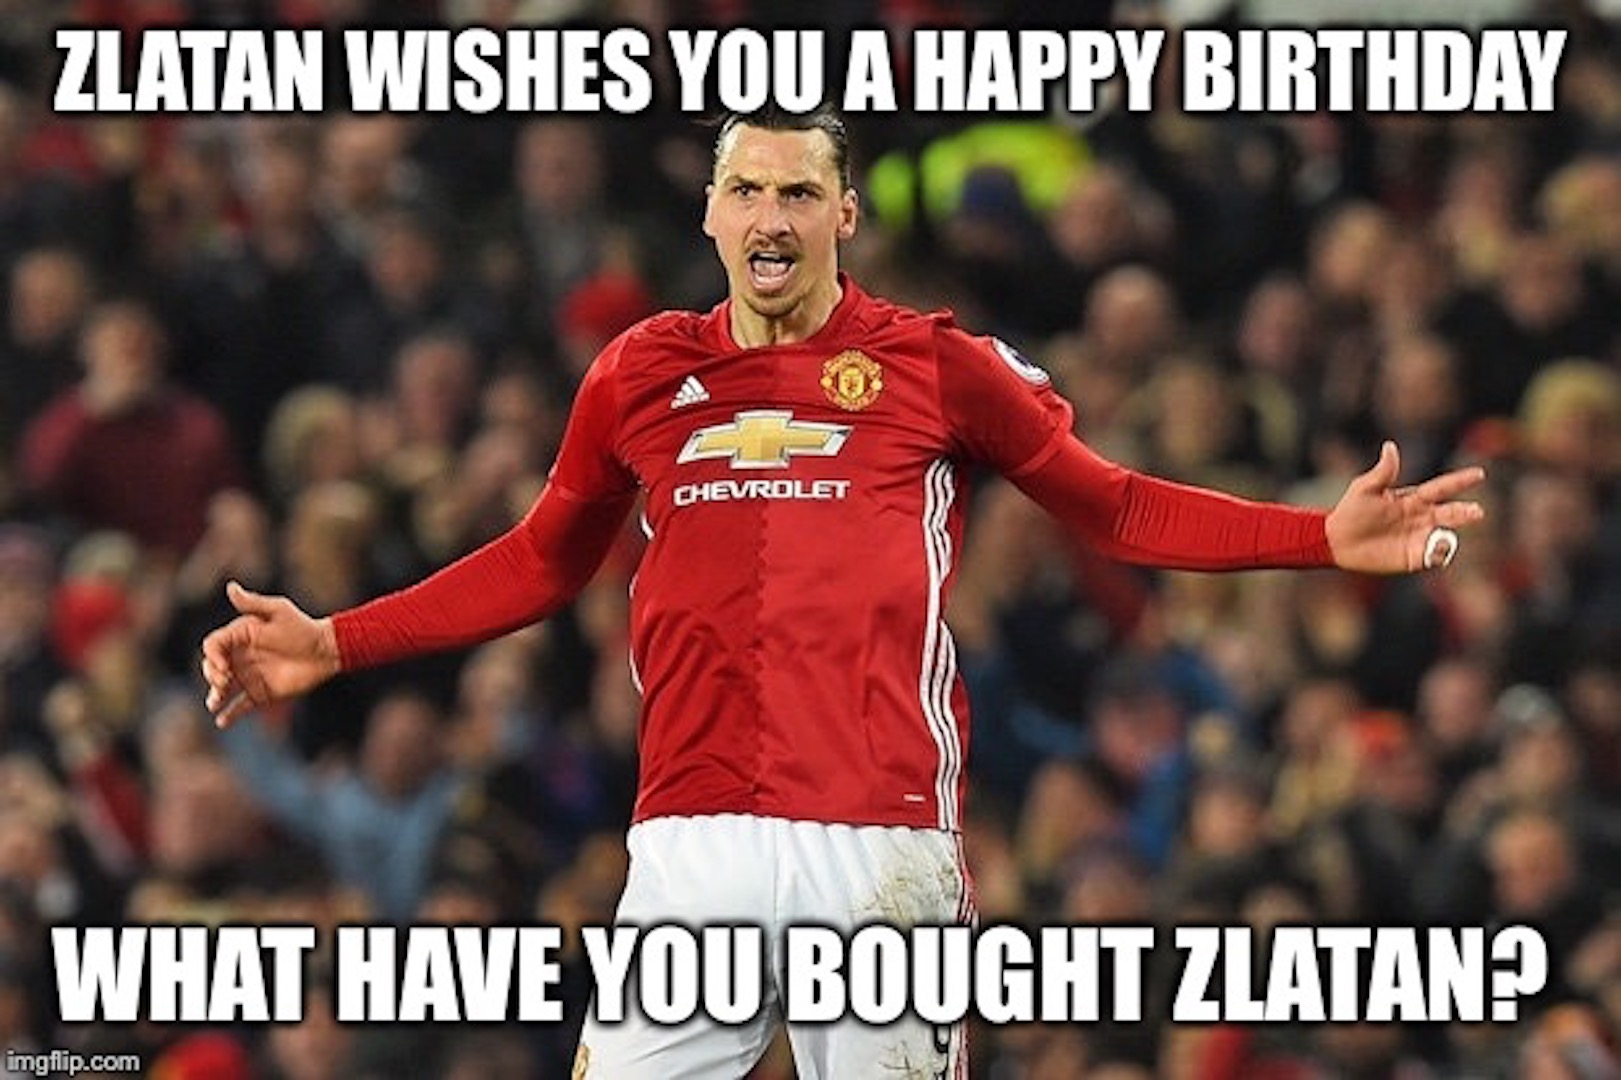 ZLATAN WISHES YOU A HAPPY BIRTHDAY
CHEVROLET
WHAT HAVE YOU BOUGHT ZLATAN?
imgflip.com